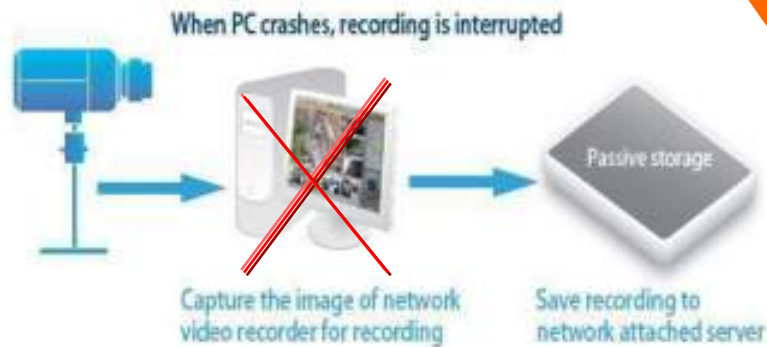 When PC crashes, recording is interrupted
Passive storage
Capture the image of network
video recorder for recording
Save recording to
network attached server